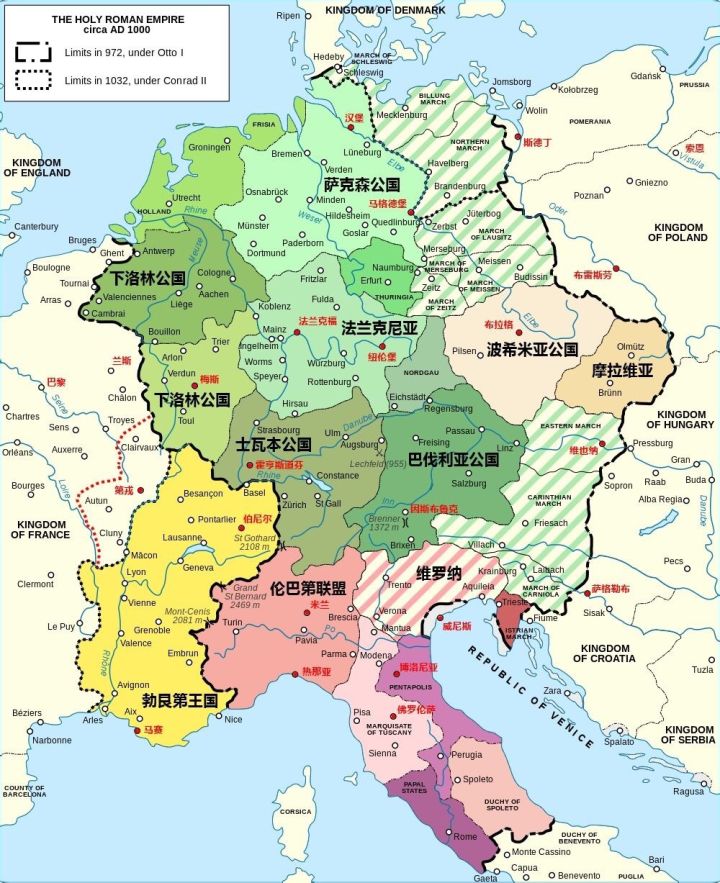 THE HOLY ROMAN EMPIRE
circa AD 1000
Limits in 972, under Otto I
Limits in 1032, under Conrad II
KINGDOM OF DENMARK
Ripen
Hedeby
MARCH OF
SCHLESWIG
Schleswig
BILLUNG
MARCH
Mecklenburg
Jomsborg
Kołobrzeg
Gdańsk
PRUSSIA
Wolin
POMERANIA
斯德丁
索恩
Vistula
FRISIA
Groningen
汉堡
Bremen
Lüneburg
Elbe
NORTHERN
MARCH
Havelberg
Verden
萨克森公国
Brandenburg
Gniezno
Poznan
KINGDOM
OF ENGLAND
Utrecht
HOLLAND
Rhine
Osnabrück
Minden
Weser
Hildesheim
马格德堡
Münster
Goslar
Quedlinburg
Zerbst
Jüterbog
Oder
Canterbury
Bruges
Ghent
Antwerp
Meuse
Paderborn
Dortmund
MARCH
OF LAUSITZ
KINGDOM
OF POLAND
Boulogne
Tournai
下洛林公国
Cologne
Merseburg
MARCH OF
MERSEBURG
Meissen
布雷斯劳
Arras
Valenciennes
Aachen
Liége
Fritzlar
Naumburg
Erfurt
Zeitz
MARCH
OF MEISSEN
Budissin
Cambrai
Fulda
THURINGIA
MARCH
OF ZEITZ
Koblenz
法兰克福
法兰克尼亚
布拉格
Elbe
Bouillon
Mainz
Ingelheim
纽伦堡
Pilsen
波希米亚公国
Olmütz
摩拉维亚
Brünn
Arlon
Trier
Worms
Würzburg
兰斯
Verdun
梅斯
Speyer
Rottenburg
NORDGAU
巴黎
Seine
Châlon
下洛林公国
Hirsau
Eichstädt
Regensburg
Chartres
Sens
Troyes
Toul
Strasbourg
Ulm
Danube
Augsburg
Passau
EASTERN MARCH
KINGDOM OF
HUNGARY
Orléans
Auxerre
Clairvaux
士瓦本公国
Freising
Linz
维也纳
Pressburg
Lechfeld (955)
巴伐利亚公国
Gran
霍亨斯道芬
Rhine
Constance
Salzburg
Sopron
Raab
Buda
Bourges
Loire
第戎
Besançon
Basel
Zürich
St Gall
CARINTHIAN
MARCH
Alba Regia
Danube
Autun
Inn
因斯布鲁克
Brenner
1372 m
Friesach
Pontarlier
伯尼尔
KINGDOM
OF FRANCE
Cluny
Lausanne
St Gothard
2108 m
Brixen
Villach
Mâcon
Geneva
维罗纳
Krainburg
Laibach
Pecs
Lyon
Clermont
伦巴第联盟
Trento
Aquileia
MARCH OF
CARNIOLA
萨格勒布
Vienne
Grand
St Bernard
2469 m
米兰
Trieste
Sisak
Mont-Cenis
2081 m
Brescia
Verona
威尼斯
Fiume
Le Puy
Grenoble
Turin
Po
Mantua
ISTRIAN
MARCH
Valence
Pavia
KINGDOM
OF CROATIA
Embrun
Parma
Modena
博洛尼亚
REPUBLIC OF VENICE
Tuzla
Rhône
热那亚
PENTAPOLIS
Avignon
勃艮第王国
Zara
Aix
Arles
Nice
Pisa
佛罗伦萨
Béziers
马赛
MARQUISATE
OF TUSCANY
Spalato
KINGDOM
OF SERBIA
Narbonne
Sienna
Perugia
Spoleto
Ragusa
COUNTY OF
BARCELONA
PAPAL
STATES
DUCHY OF
SPOLETO
CORSICA
Rome
DUCHY OF
BENEVENTO
Monte Cassino
Bari
Capua
Gaeta
Benevento
PUGLIA